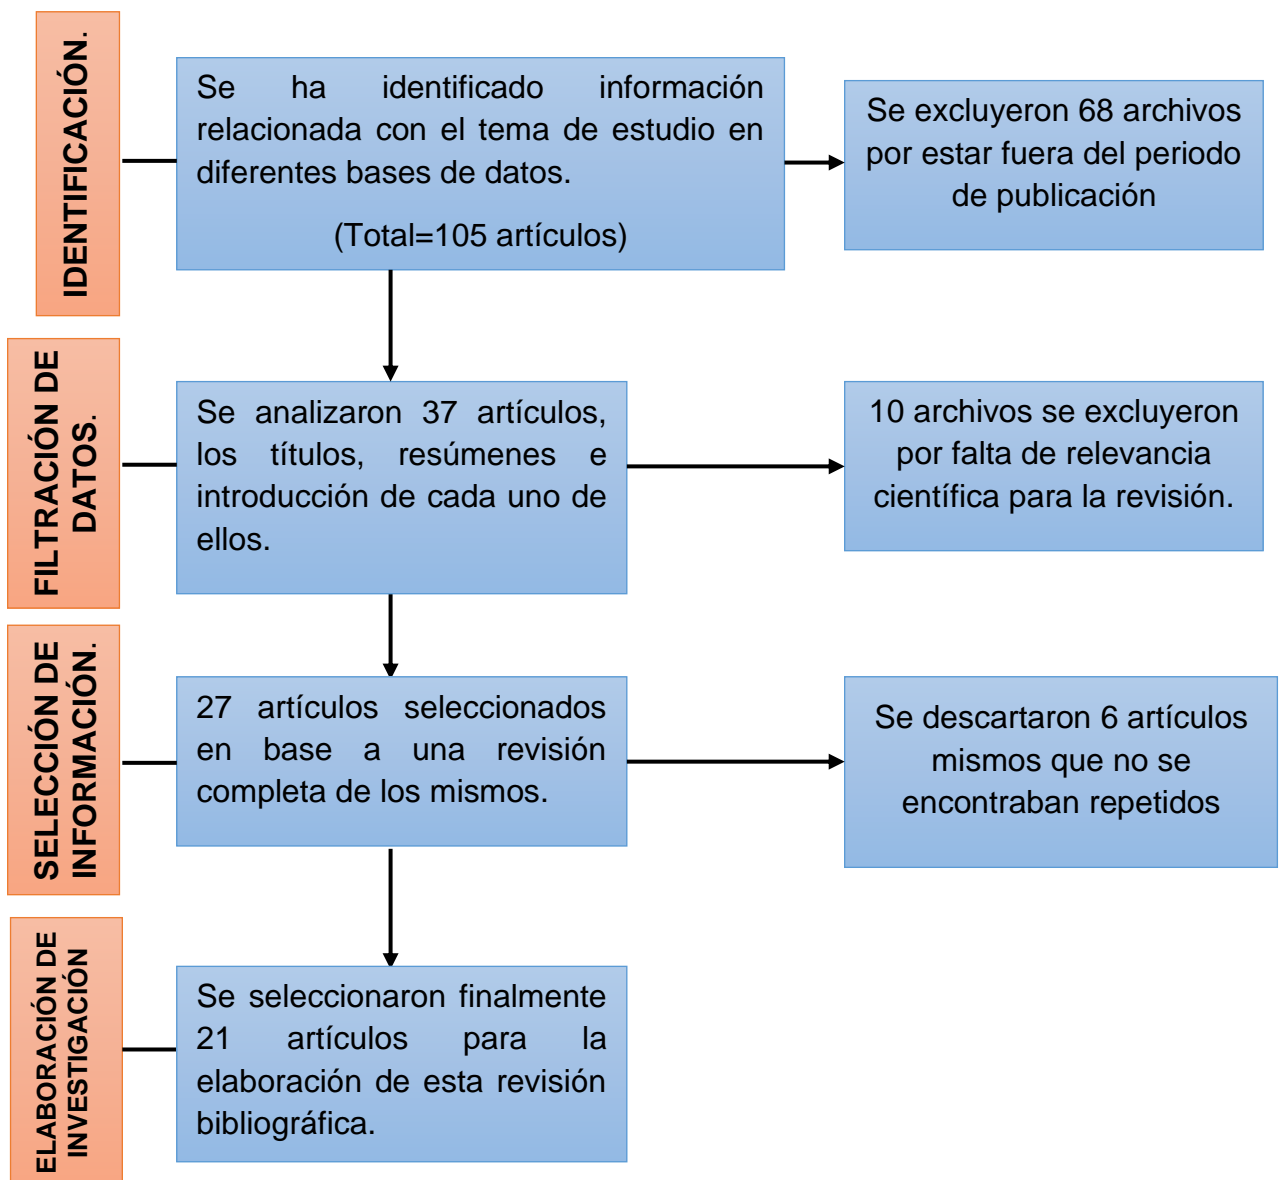 IDENTIFICACIÓN.
Se ha identificado información
relacionada con el tema de estudio en
diferentes bases de datos.
(Total=105 artículos)
Se excluyeron 68 archivos
por estar fuera del periodo
de publicación
FILTRACIÓN DE
DATOS.
Se analizaron 37 artículos,
los títulos, resúmenes e
introducción de cada uno de
ellos.
10 archivos se excluyeron
por falta de relevancia
científica para la revisión.
SELECCIÓN DE
INFORMACIÓN.
27 artículos seleccionados
en base a una revisión
completa de los mismos.
Se descartaron 6 artículos
mismos que no se
encontraban repetidos
ELABORACIÓN DE
INVESTIGACIÓN
Se seleccionaron finalmente
21 artículos para la
elaboración de esta revisión
bibliográfica.